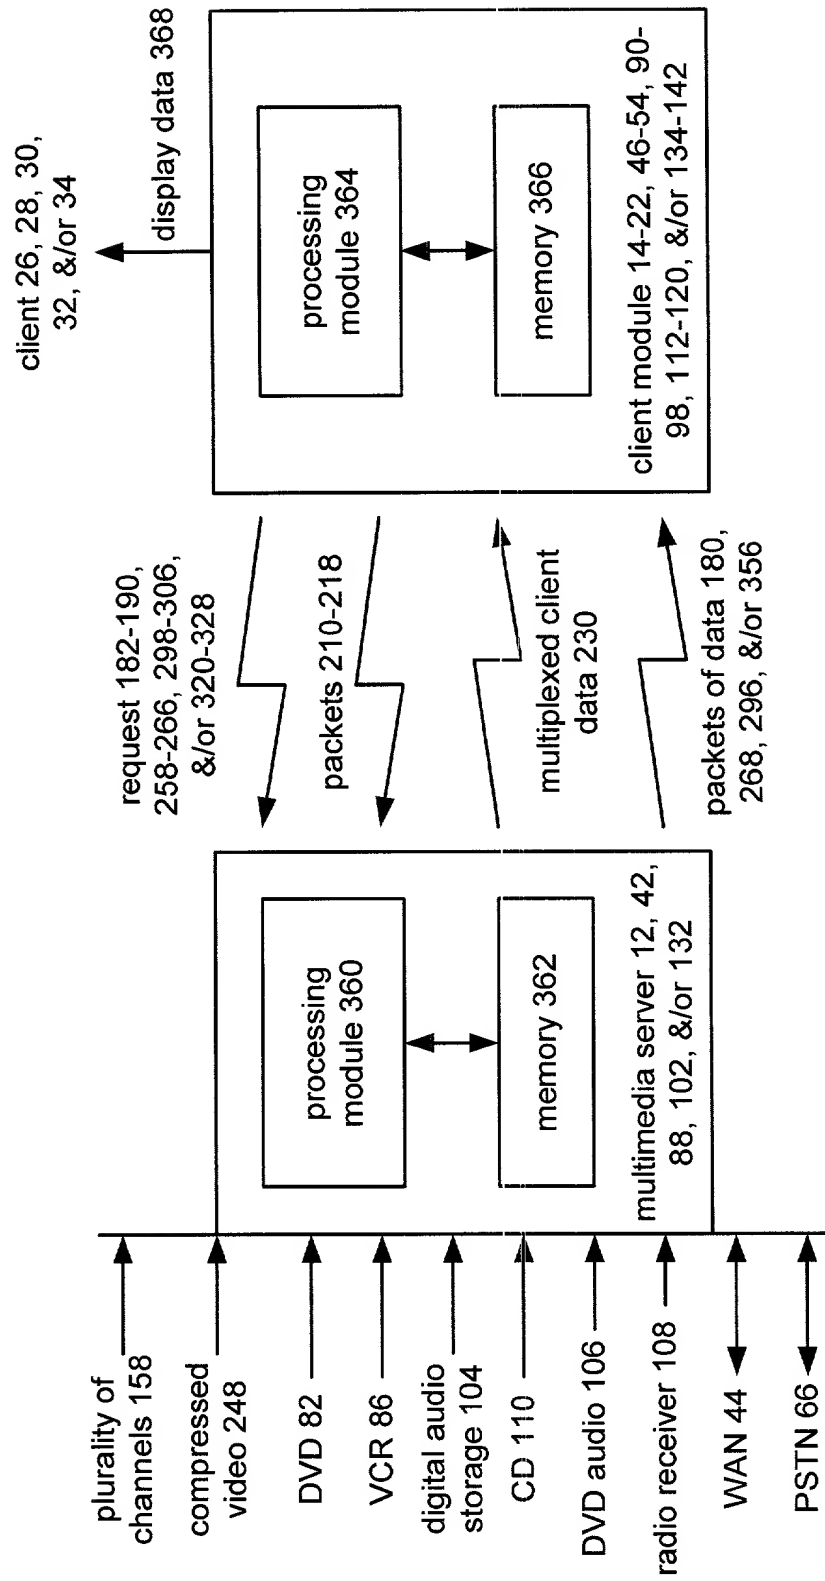 plurality of
channels 158
compressed
video 248
DVD 82
VCR 86
digital audio
storage 104
CD 110
DVD audio 106
radio receiver 108
WAN 44
PSTN 66
processing
module 360
memory 362
multimedia server 12, 42,
88, 102, &/or 132
request 182-190,
258-266, 298-306,
&/or 320-328
packets 210-218
multiplexed client
data 230
packets of data 180,
268, 296, &/or 356
client 26, 28, 30,
32, &/or 34
display data 368
processing
module 364
memory 366
client module 14-22, 46-54, 90-
98, 112-120, &/or 134-142